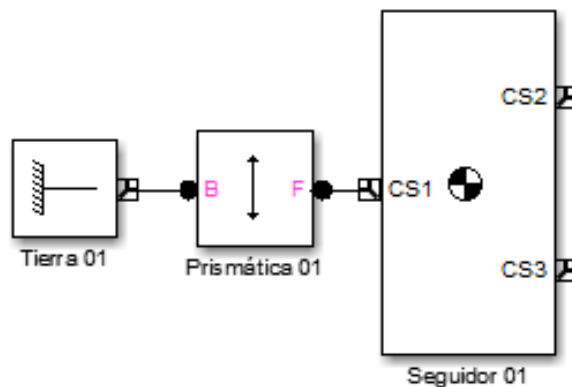 CS2
B
F
CS1
Tierra 01
Prismática 01
CS3
Seguidor 01